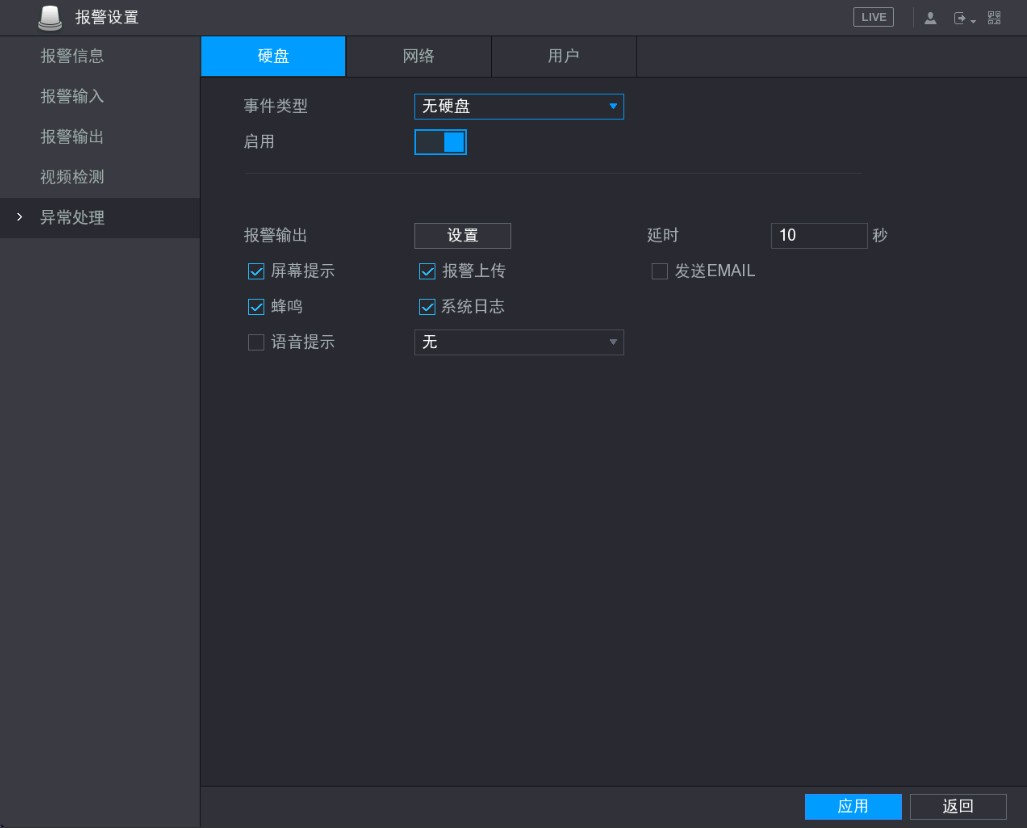 报警设置
LIVE
报警信息
报警输入
报警输出
视频检测
异常处理
硬盘 网络 用户
事件类型 无硬盘
启用
报警输出 设置 延时 10 秒
屏幕提示 报警上传 发送EMAIL
蜂鸣 系统日志
语音提示 无
应用 返回